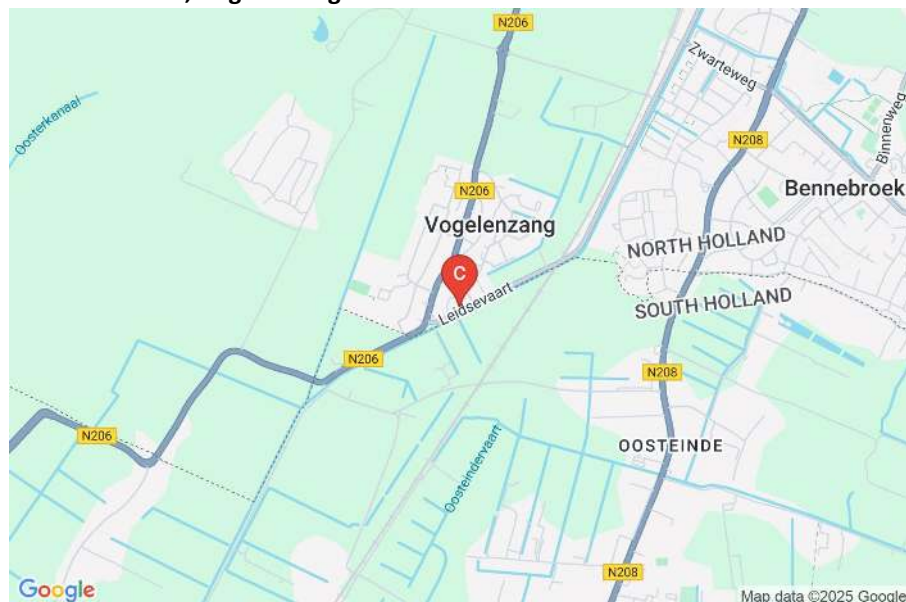 N206
Zwarteweg
Oosterkanaal
N208
Binnenweg
N206
Bennebroek
Vogelenzang
NORTH HOLLAND
C
SOUTH HOLLAND
Leidsevaart
N206
N208
N206
OOSTEINDE
Oosteindervaart
N208
Google
Map data ©2025 Google